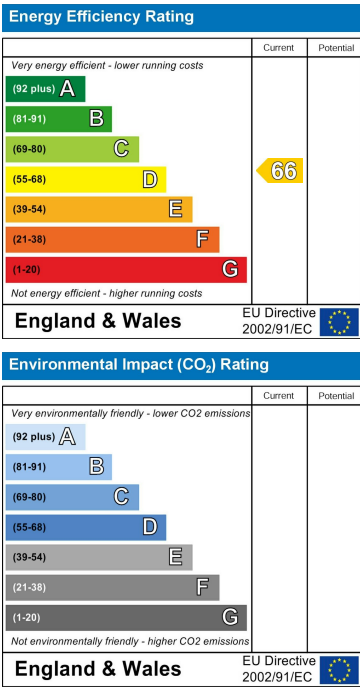 Energy Efficiency Rating
Current Potential
Very energy efficient - lower running costs
(92 plus) A
(81-91) B
(69-80) C
(55-68) D
66
(39-54) E
(21-38) F
(1-20) G
Not energy efficient - higher running costs
England & Wales
EU Directive
2002/91/EC
Environmental Impact (CO₂) Rating
Current Potential
Very environmentally friendly - lower CO2 emissions
(92 plus) A
(81-91) B
(69-80) C
(55-68) D
(39-54) E
(21-38) F
(1-20) G
Not environmentally friendly - higher CO2 emissions
England & Wales
EU Directive
2002/91/EC